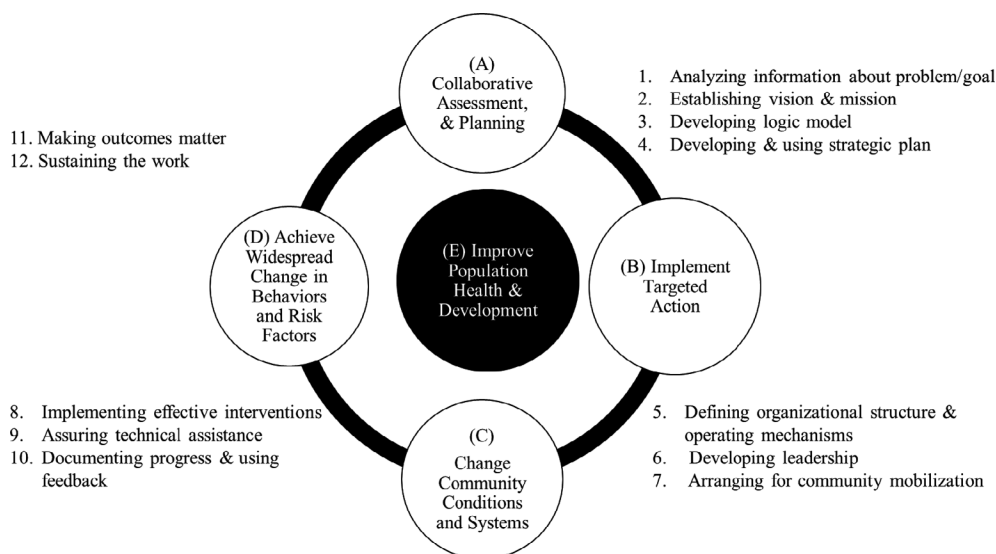 (A)
Collaborative
Assessment,
& Planning
1. Analyzing information about problem/goal
2. Establishing vision & mission
3. Developing logic model
4. Developing & using strategic plan
(B) Implement
Targeted
Action
5. Defining organizational structure &
operating mechanisms
6. Developing leadership
7. Arranging for community mobilization
(C)
Change
Community
Conditions
and Systems
8. Implementing effective interventions
9. Assuring technical assistance
10. Documenting progress & using
feedback
(D) Achieve
Widespread
Change in
Behaviors
and Risk
Factors
11. Making outcomes matter
12. Sustaining the work
(E) Improve
Population
Health &
Development